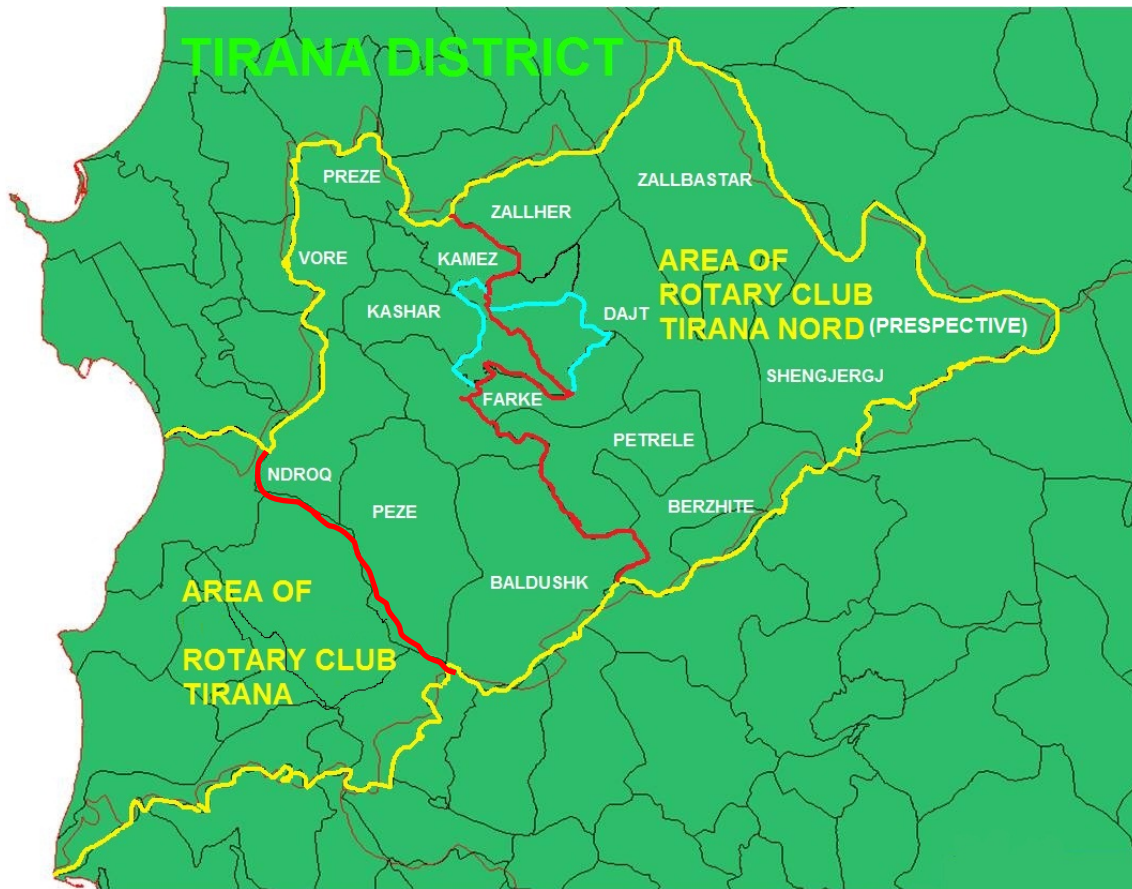 TIRANA DISTRICT
PREZE
ZALLBASTAR
ZALLHER
VORE
KAMEZ
AREA OF
ROTARY CLUB
TIRANA NORD (PRESPECTIVE)
KASHAR
DAJT
SHENGJERGJ
FARKE
PETRELE
NDROQ
PEZE
BERZHITE
BALDUSHK
AREA OF
ROTARY CLUB
TIRANA